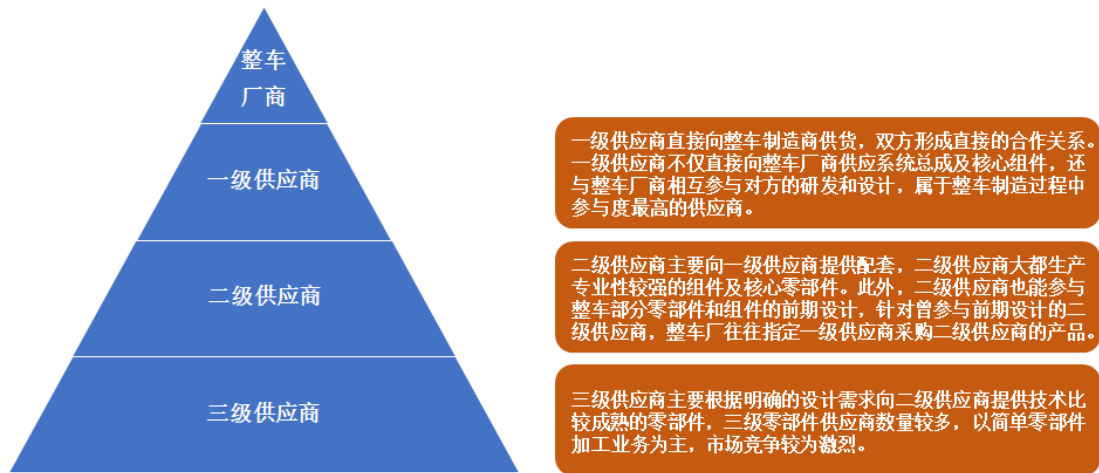 整车
厂商
一级供应商
一级供应商直接向整车制造商供货，双方形成直接的合作关系。
一级供应商不仅直接向整车厂商供应系统总成及核心组件，还
与整车厂商相互参与对方的研发和设计，属于整车制造过程中
参与度最高的供应商。
二级供应商
二级供应商主要向一级供应商提供配套，二级供应商大都生产
专业性较强的组件及核心零部件。此外，二级供应商也能参与
整车部分零部件和组件的前期设计，针对曾参与前期设计的二
级供应商，整车厂往往指定一级供应商采购二级供应商的产品。
三级供应商
三级供应商主要根据明确的设计需求向二级供应商提供技术比
较成熟的零部件，三级零部件供应商数量较多，以简单零部件
加工业务为主，市场竞争较为激烈。